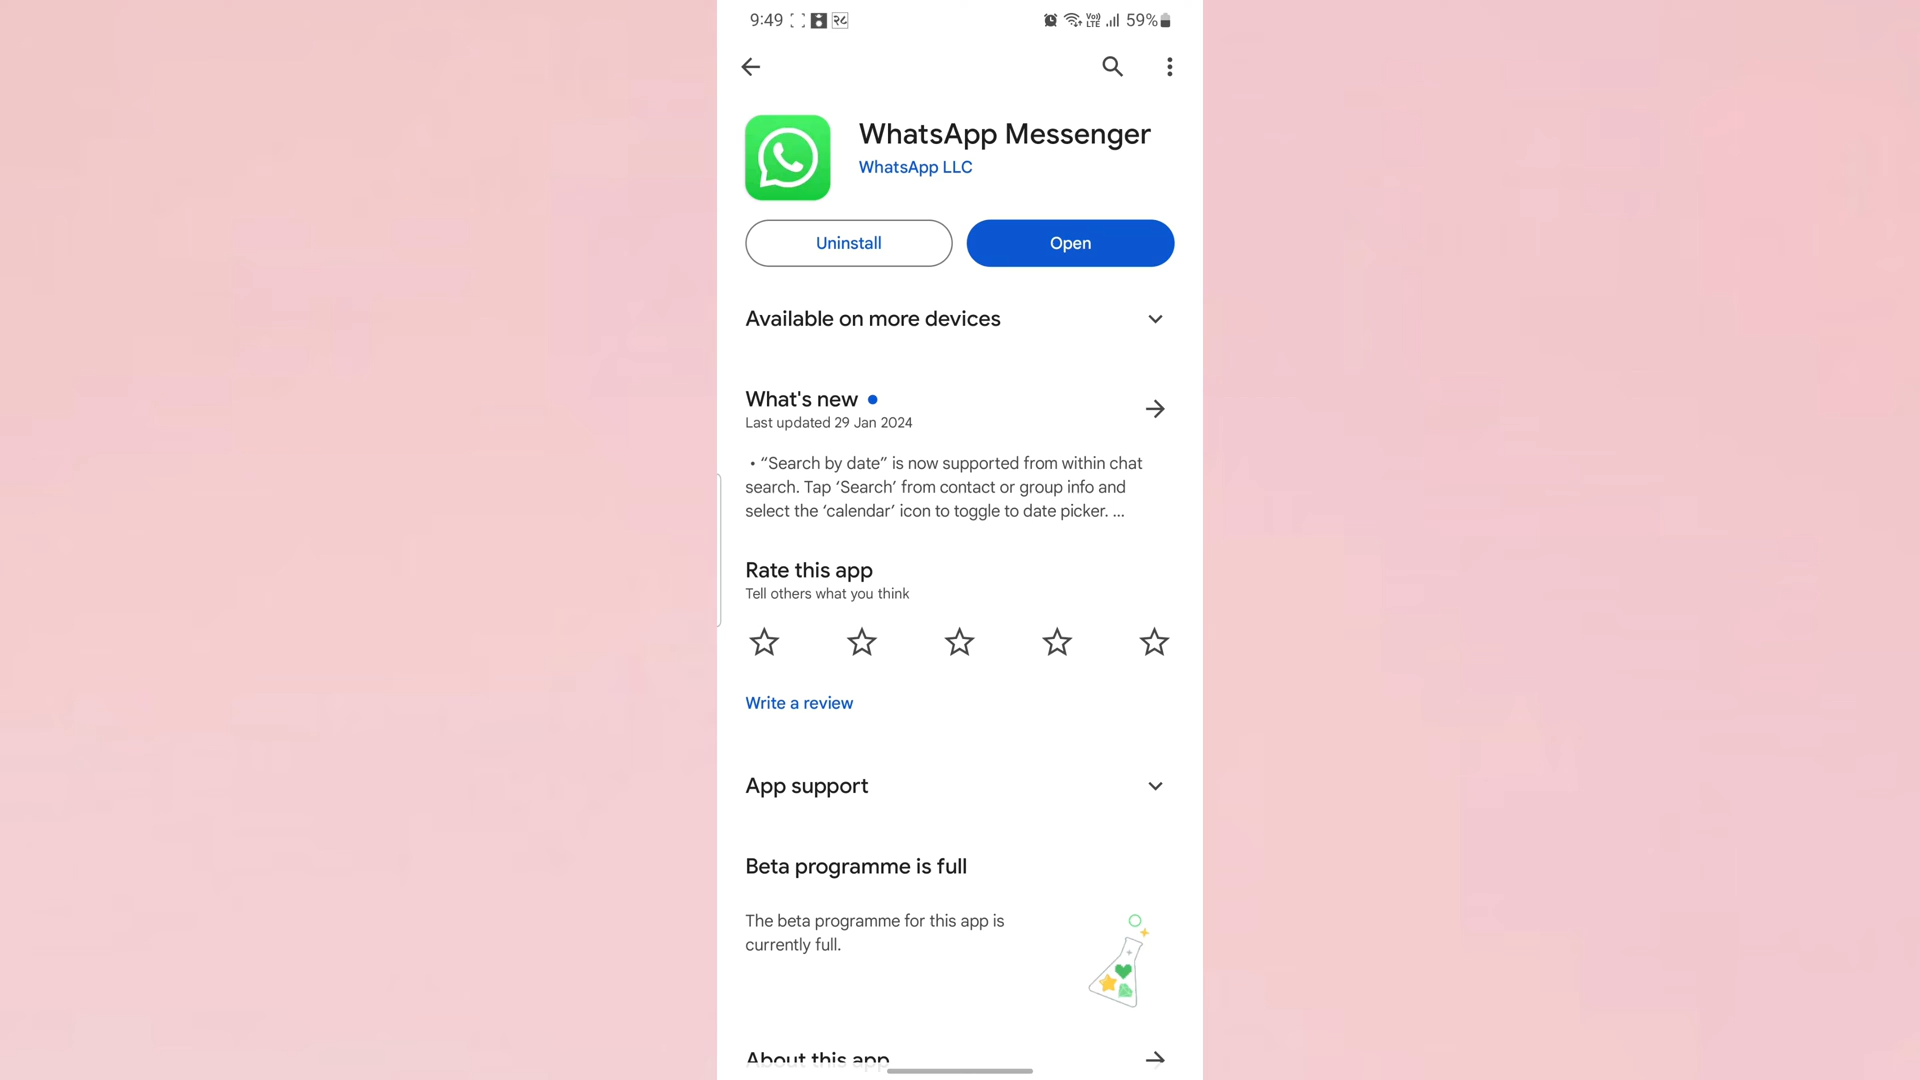 9:49 २८ Vo) LTE 59%
WhatsApp Messenger
WhatsApp LLC
Uninstall Open
Available on more devices
What's new
Last updated 29 Jan 2024
• “Search by date” is now supported from within chat
search. Tap ‘Search’ from contact or group info and
select the ‘calendar’ icon to toggle to date picker. ...
Rate this app
Tell others what you think
Write a review
App support
Beta programme is full
The beta programme for this app is
currently full.
About this app